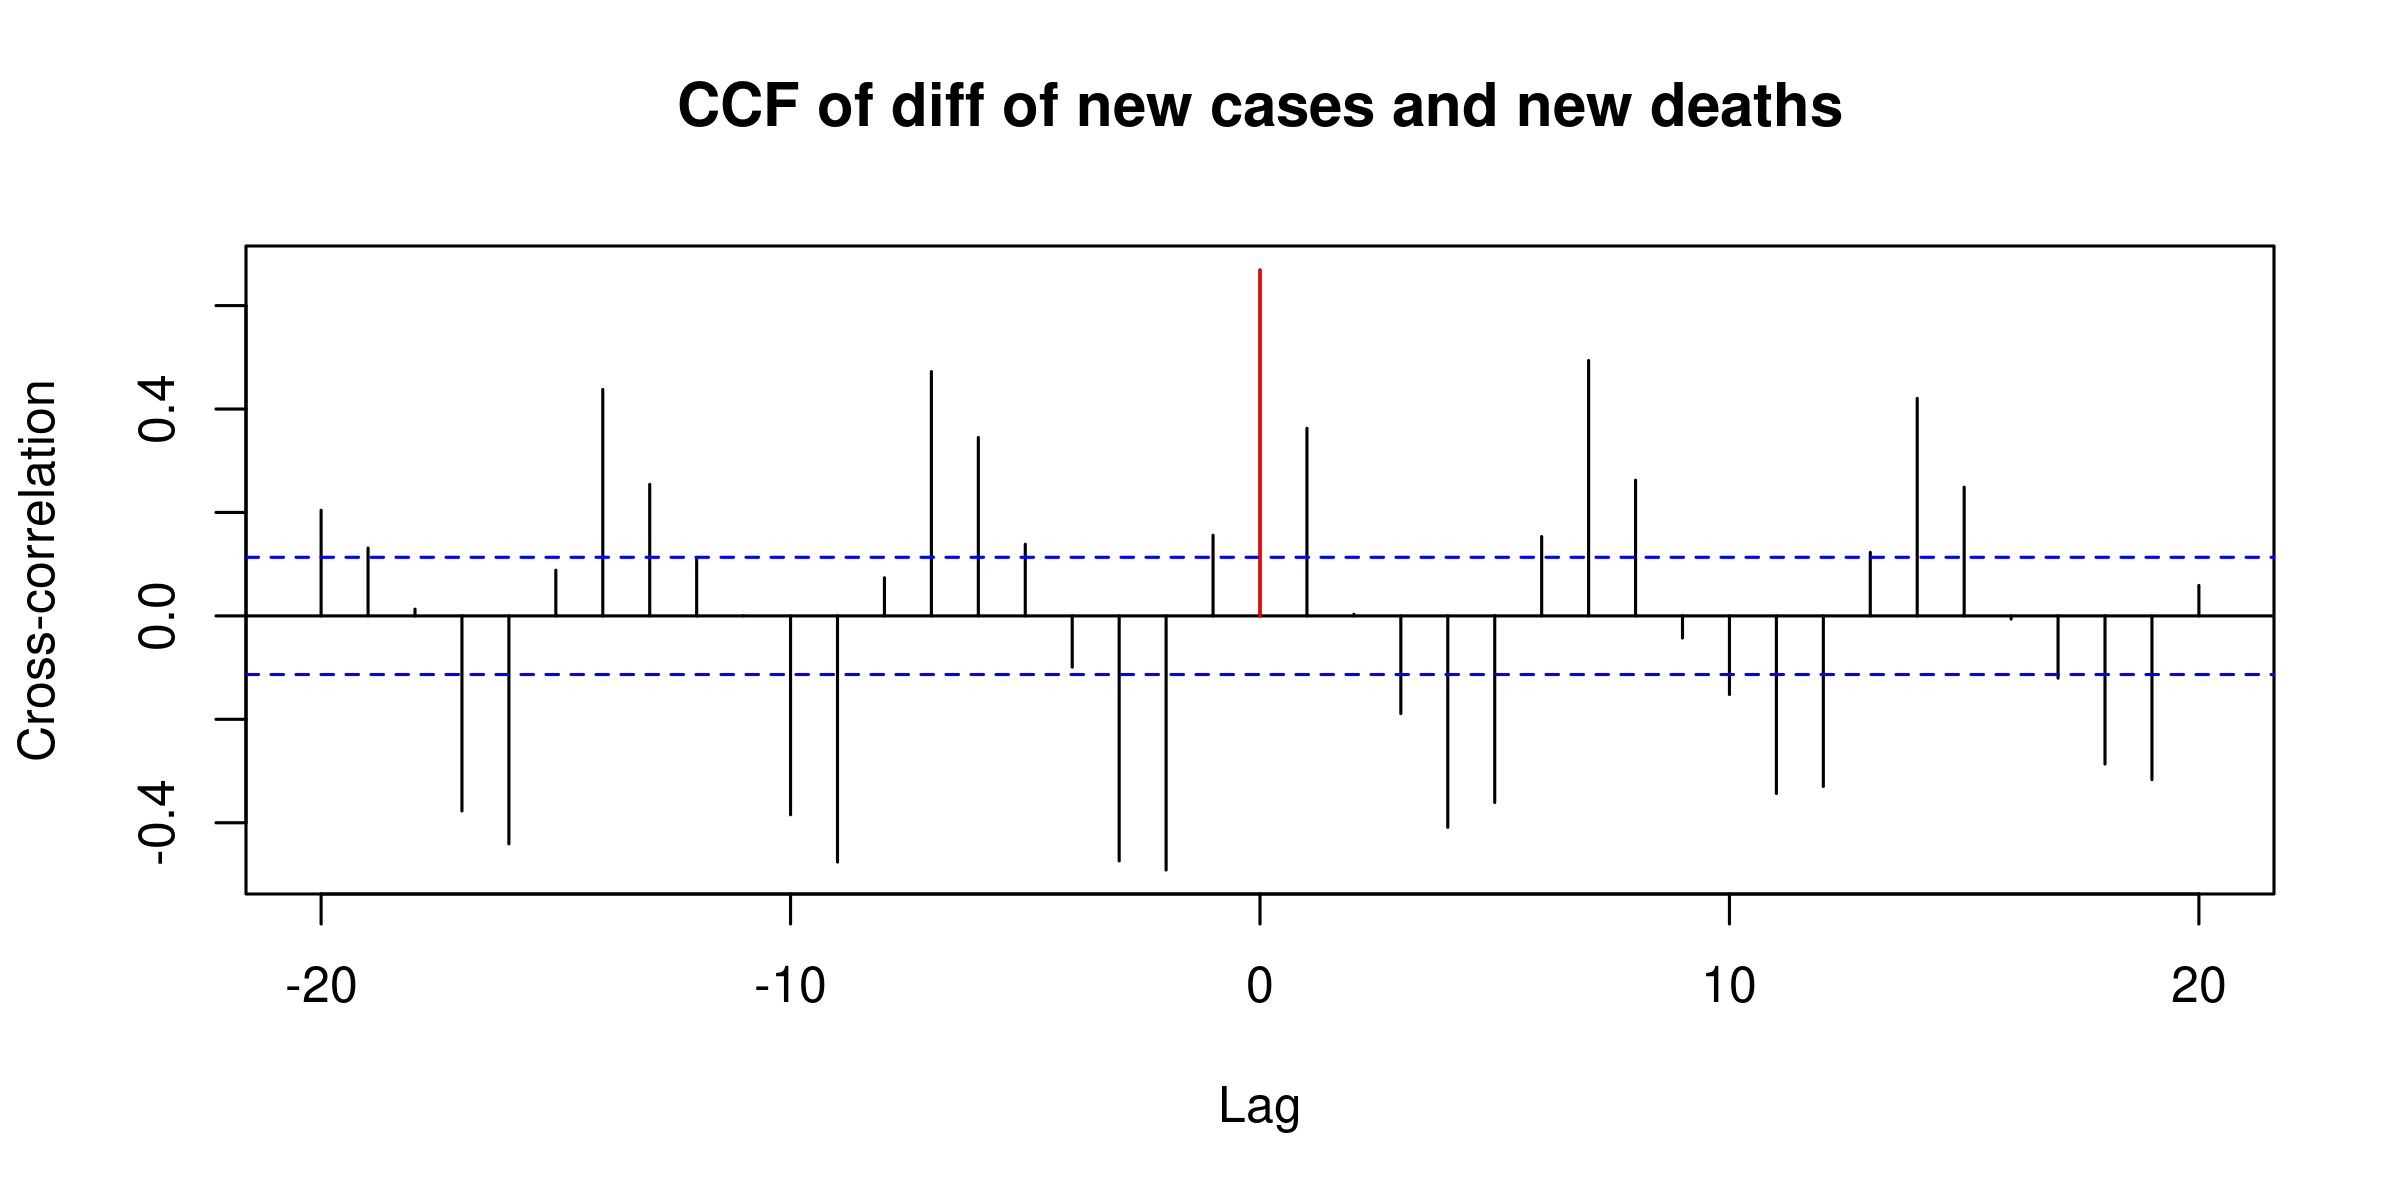 CCF of diff of new cases and new deaths
Cross-correlation
0.4
0.0
-0.4
-20 -10 0 10 20
Lag